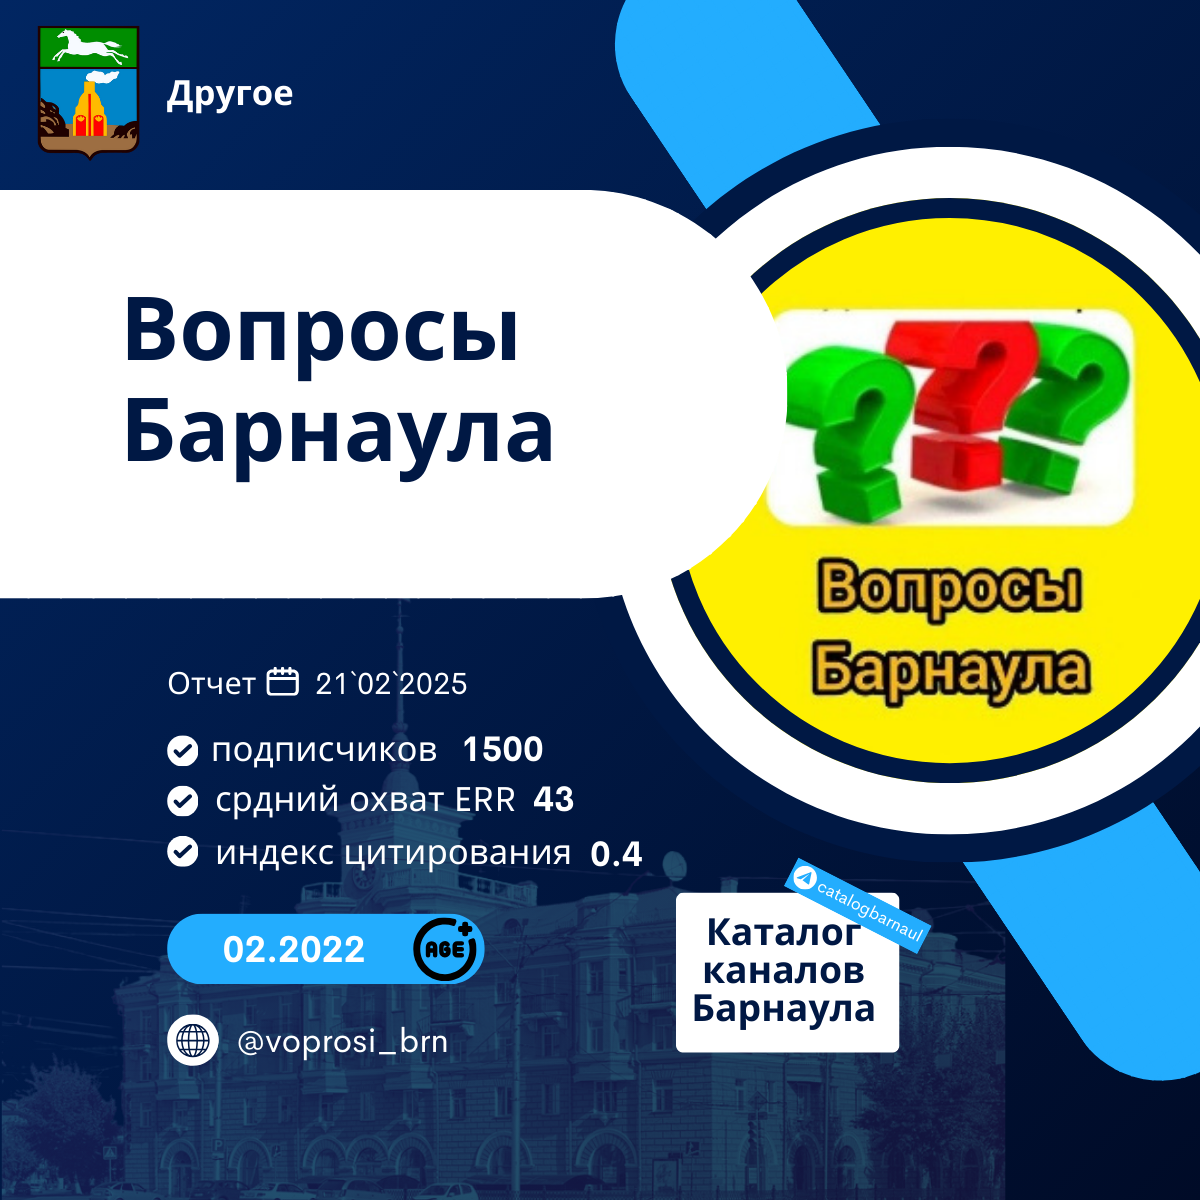 Другое
Вопросы
Барнаула
Вопросы
Барнаула
Отчет 21`02`2025
подписчиков 1500
срдний охват ERR 43
индекс цитирования 0.4
02.2022 AGE+
@voprosi_brn
catalogbarnaul
Каталог
каналов
Барнаула